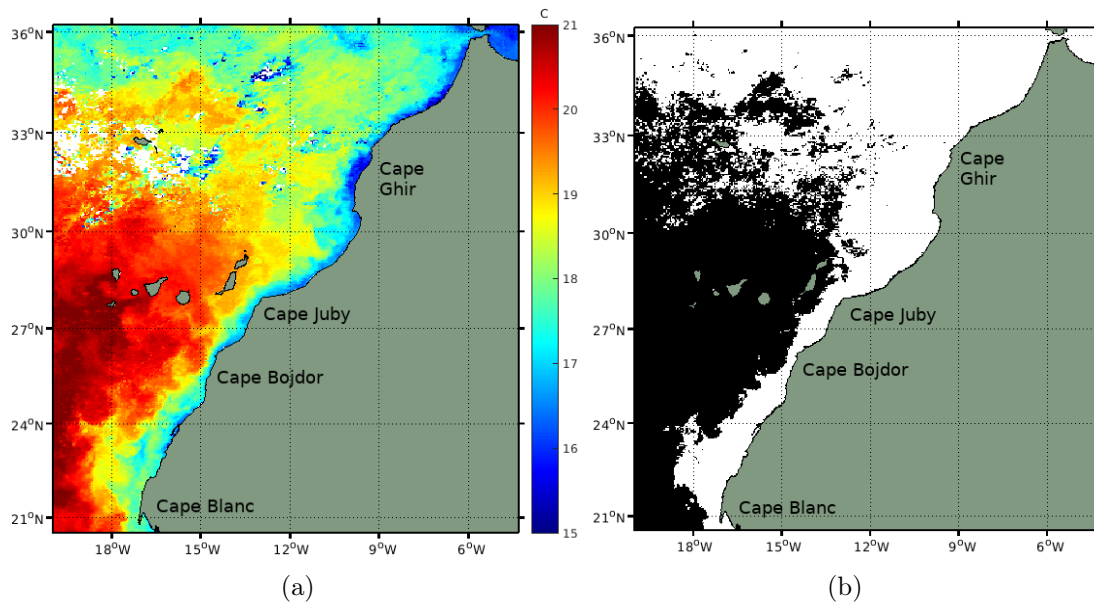 C
36°N
33°N
30°N
27°N
24°N
21°N
18°W
15°W
12°W
9°W
6°W
Cape
Ghir
Cape Juby
Cape Bojdor
Cape Blanc
21
20
19
18
17
16
15
(a)
36°N
33°N
30°N
27°N
24°N
21°N
18°W
15°W
12°W
9°W
6°W
Cape
Ghir
Cape Juby
Cape Bojdor
Cape Blanc
(b)